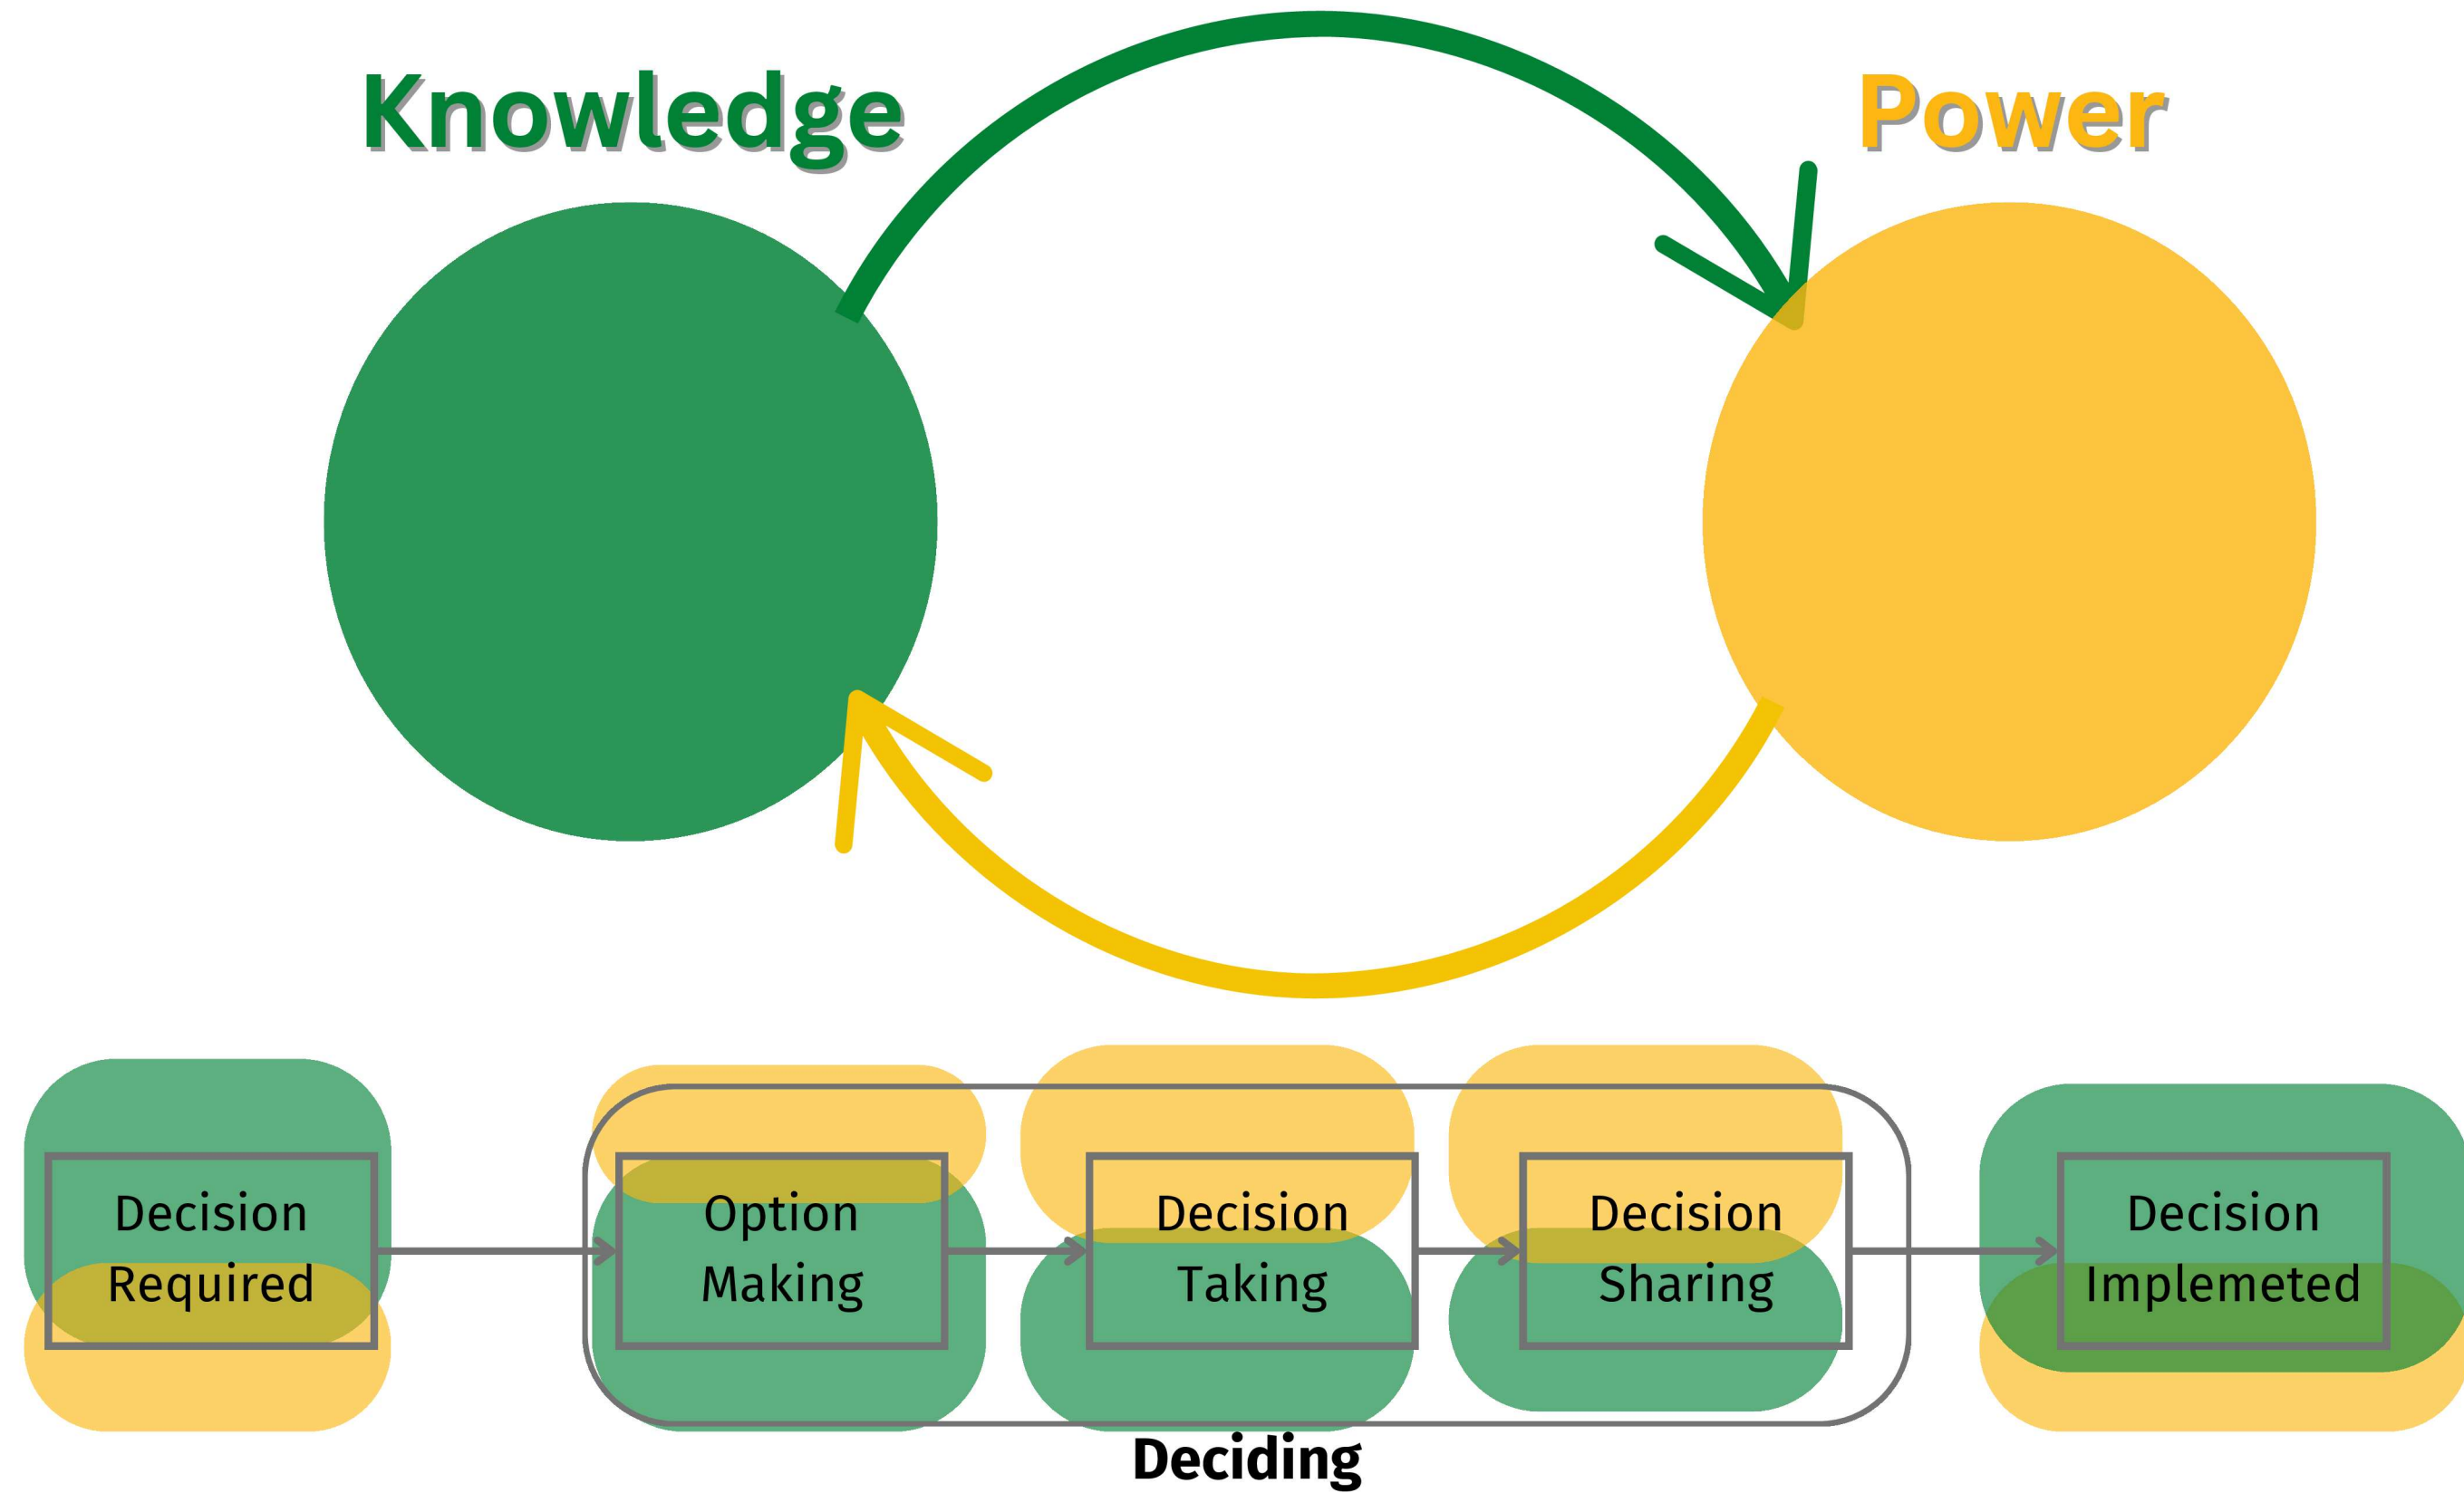 Knowledge
Power
Decision
Required
Option
Making
Decision
Taking
Decision
Sharing
Decision
Implemeted
Deciding